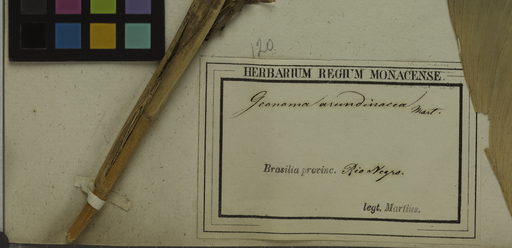 120.
HERBARIUM REGIUM MONACENSE.
Geonoma arundinacea Mart.
Brasilia provinc. Rio Negro.
legt. Martius.